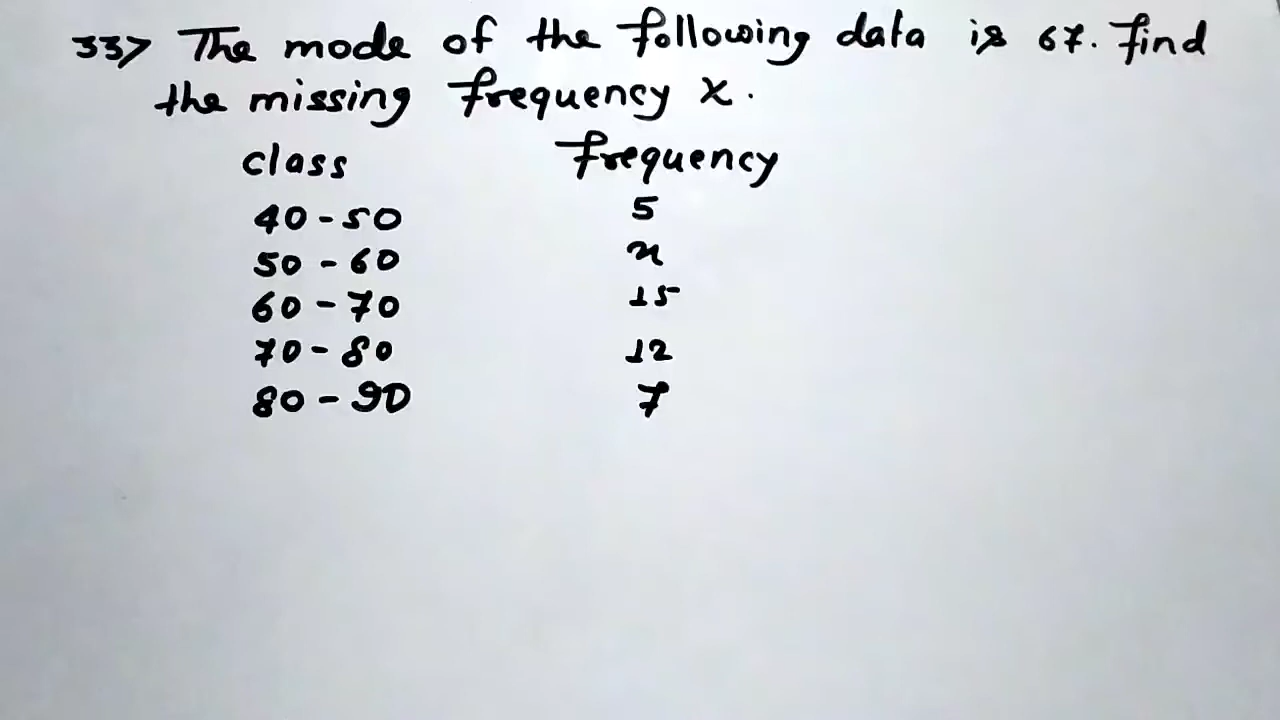 33> The mode of the following data is 67. Find
the missing frequency x.
Class Frequency
40-50 5
50-60 x
60-70 15
70-80 12
80-90 7